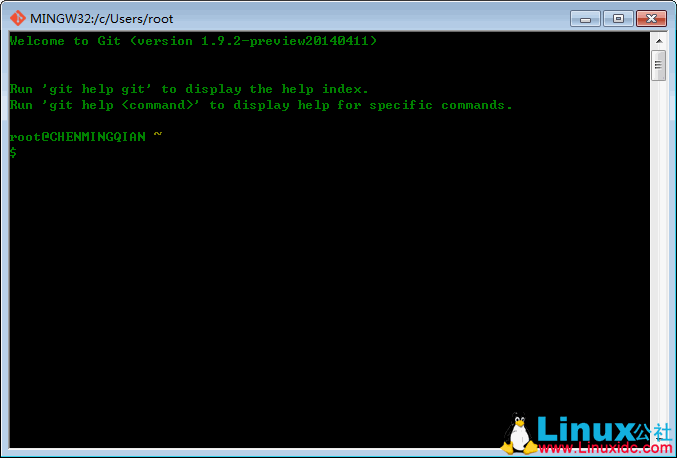 MINGW32:/c/Users/root
Welcome to Git (version 1.9.2-preview20140411)
Run 'git help git' to display the help index.
Run 'git help <command>' to display help for specific commands.
root@CHENMINGQIAN ~
$
Linux公社
www.Linuxidc.com